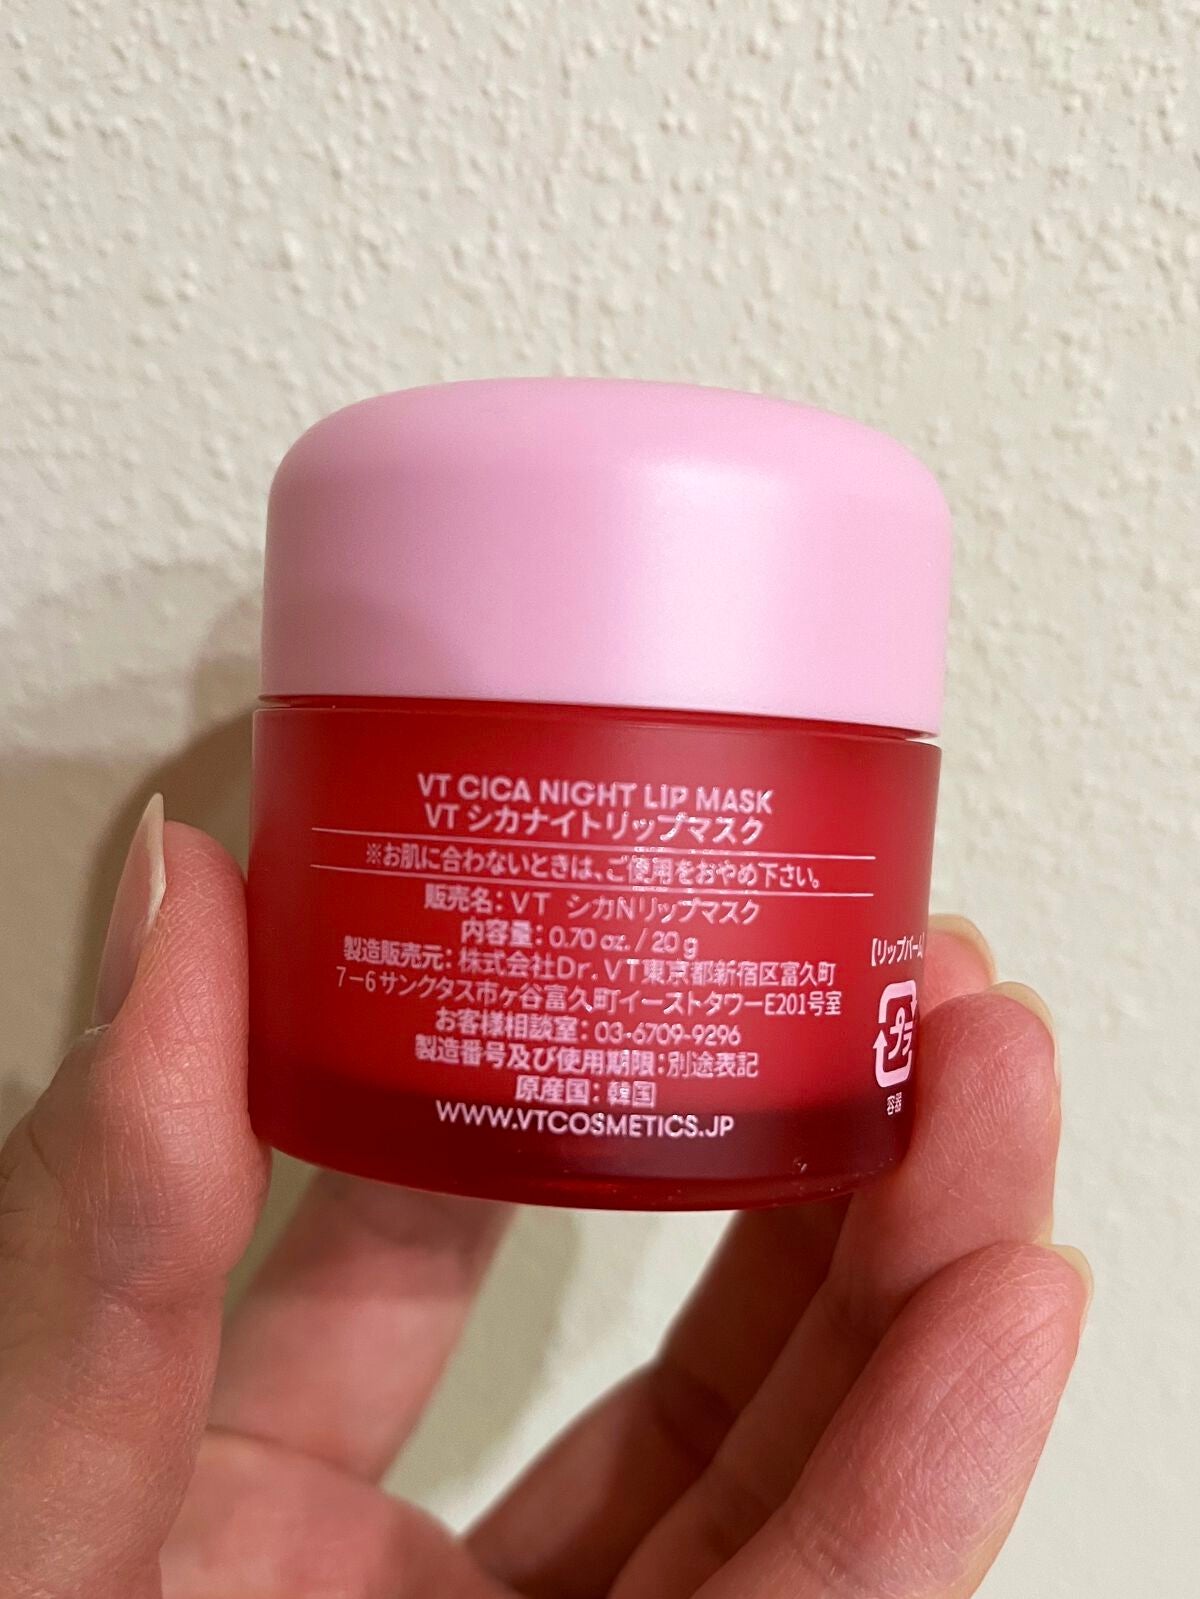 VT CICA NIGHT LIP MASK
VT シカナイトリップマスク
※お肌に合わないときは、ご使用をおやめ下さい。
販売名：VT シカNリップマスク
内容量：0.70 oz. / 20 g
製造販売元：株式会社Dr. VT東京都新宿区富久町
7-6サンクタス市ヶ谷富久町イーストタワーE201号室
お客様相談室：03-6709-9296
製造番号及び使用期限：別途表記
原産国：韓国
WWW.VTCOSMETICS.JP
【リップバーム
プラ
容器